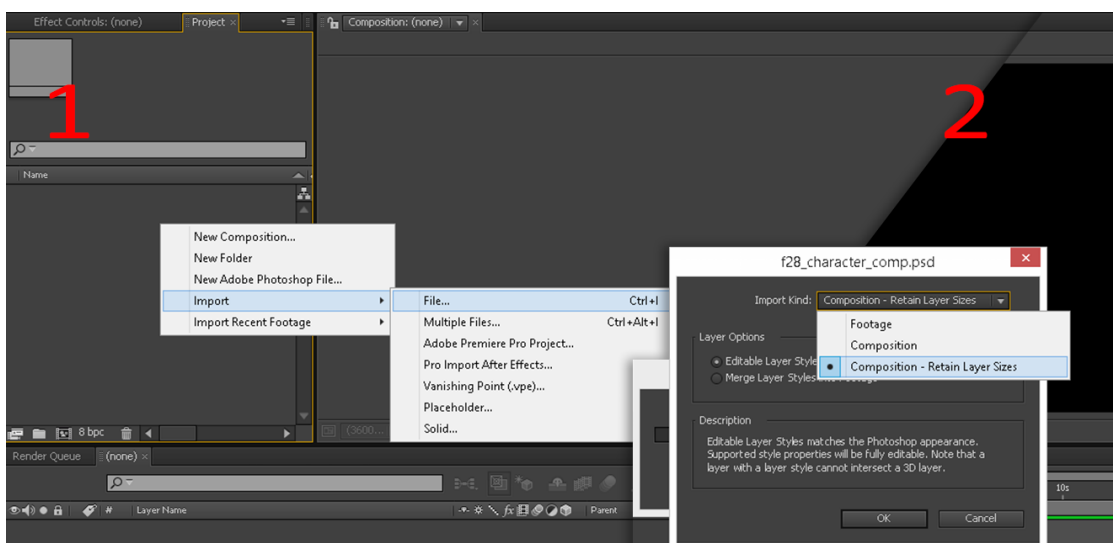 Effect Controls: (none)
Project ×
Composition: (none) ×
1
2
Name
New Composition...
New Folder
New Adobe Photoshop File...
Import
Import Recent Footage
File... Ctrl+I
Multiple Files... Ctrl+Alt+I
Adobe Premiere Pro Project...
Pro Import After Effects...
Vanishing Point (.vpe)...
Placeholder...
Solid...
8 bpc
(3600...
f28_character_comp.psd
Import Kind: Composition - Retain Layer Sizes
Footage
Composition
Composition - Retain Layer Sizes
Layer Options
Editable Layer Style
Merge Layer Styles into Footage
Description
Editable Layer Styles matches the Photoshop appearance.
Supported style properties will be fully editable. Note that a
layer with a layer style cannot intersect a 3D layer.
OK Cancel
Render Queue (none) ×
# Layer Name fx Parent
10s